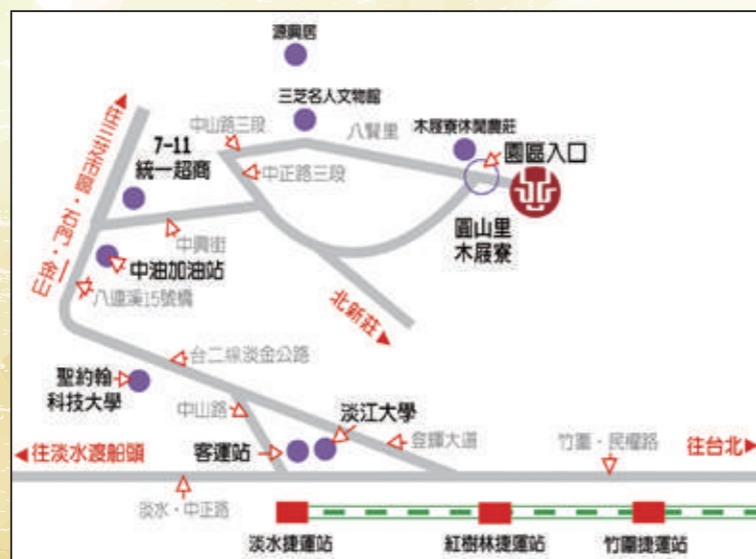 源興居
三芝名人文物館
中山路三段
八賢里
木屐寮休閒農莊
園區入口
7-11
統一超商
中正路三段
圓山里
木屐寮
往三芝市區・石門・金山
中興街
中油加油站
八連溪15號橋
北新莊
台二線淡金公路
聖約翰
科技大學
中山路
淡江大學
客運站
登輝大道
竹圍・民權路
往淡水渡船頭
往台北
淡水・中正路
淡水捷運站
紅樹林捷運站
竹圍捷運站